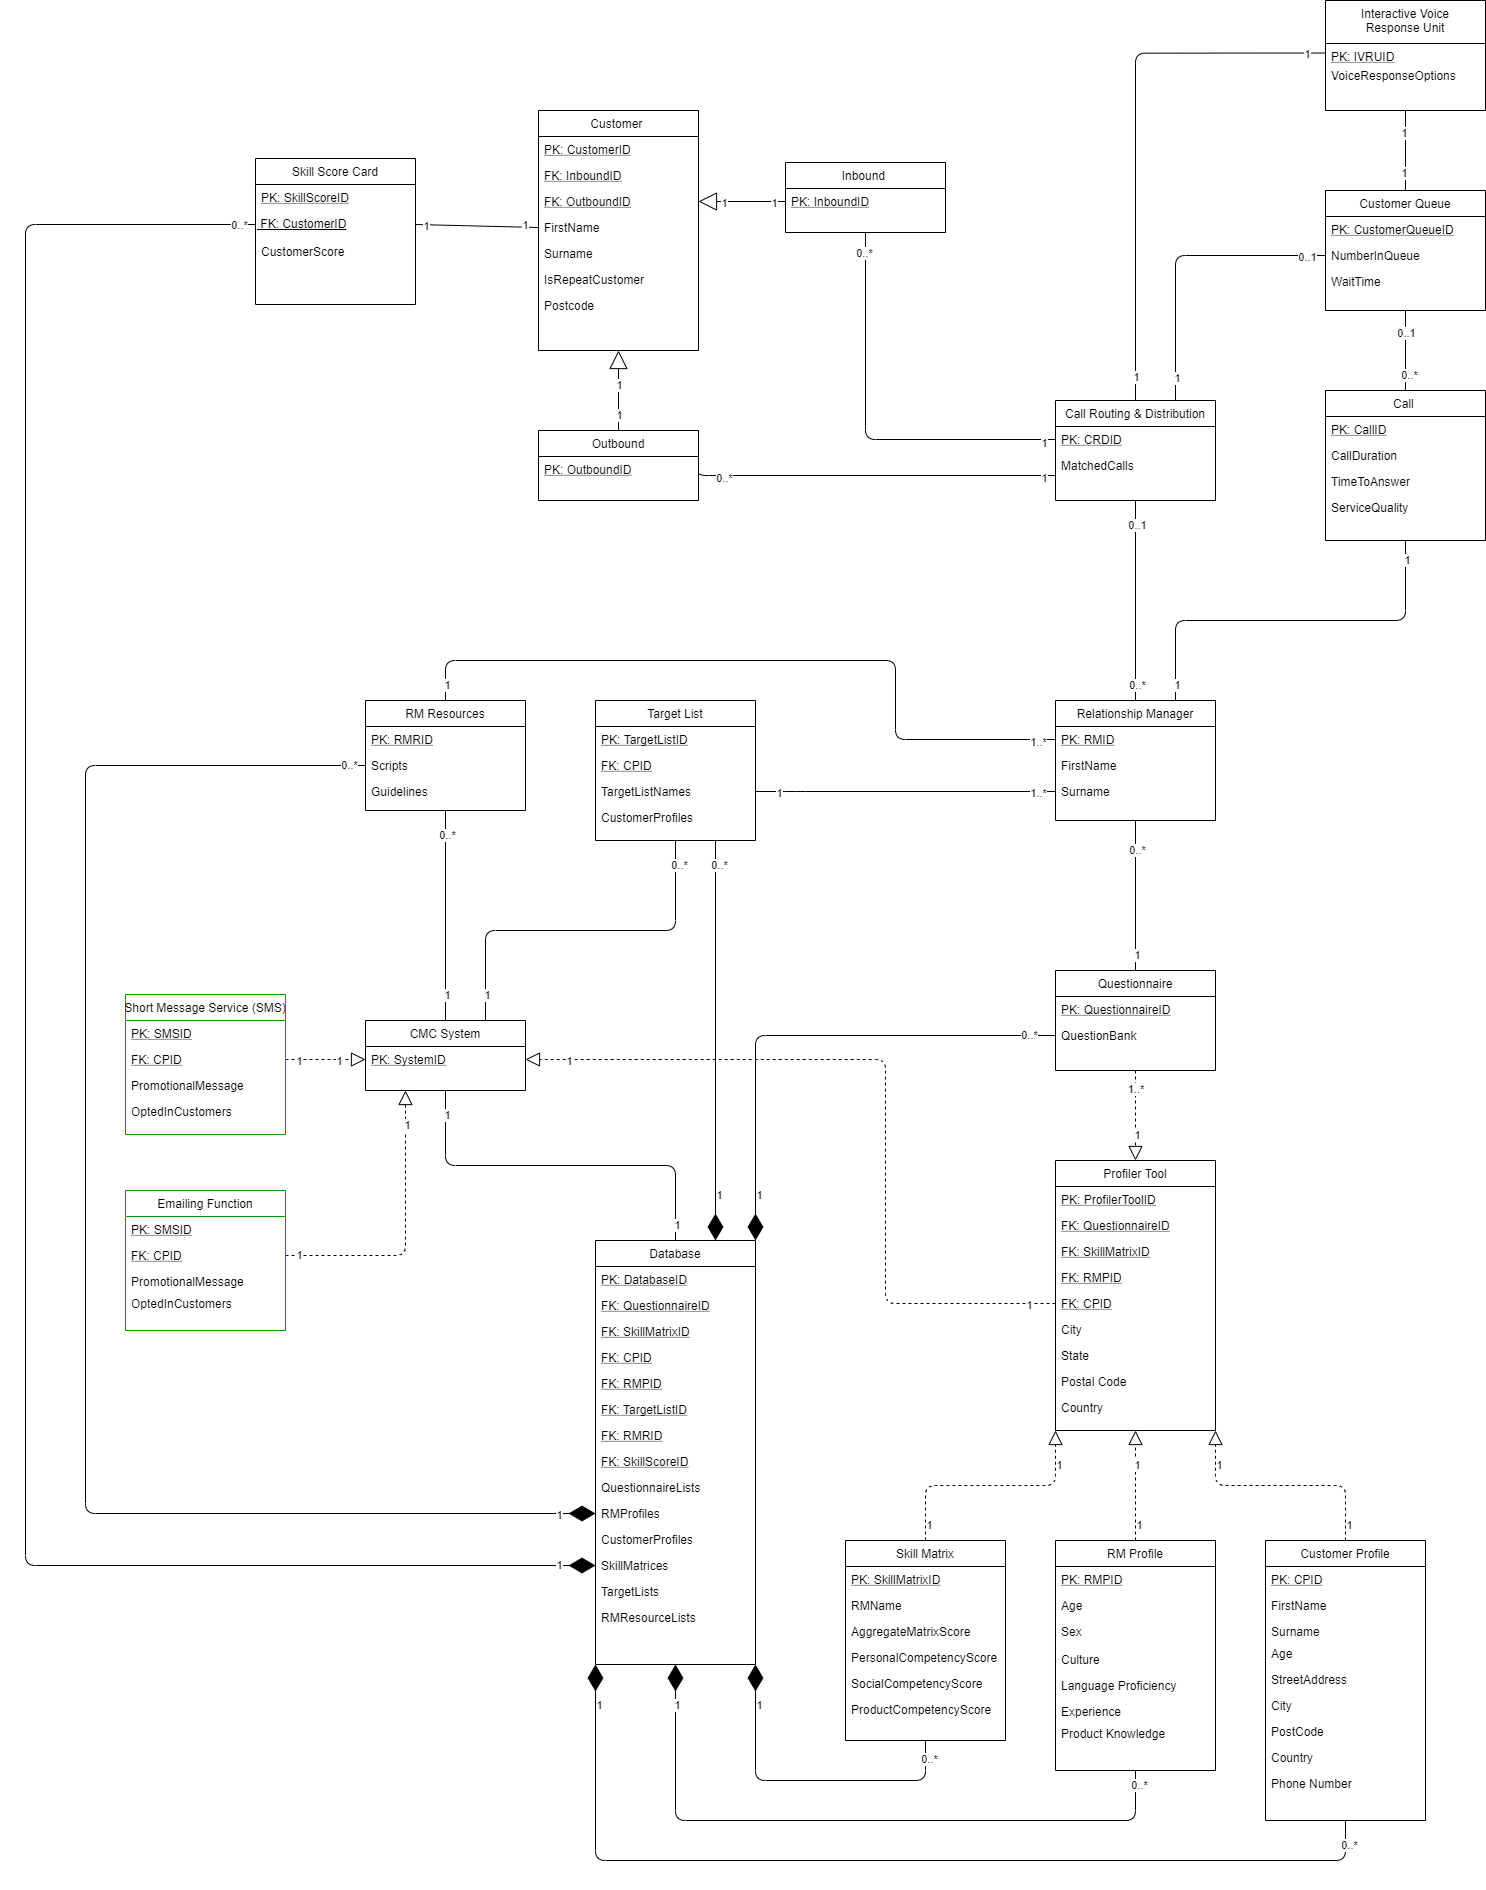 Interactive Voice
Response Unit
PK: IVRUID
VoiceResponseOptions
1
1
1
Customer
PK: CustomerID
FK: InboundID
FK: OutboundID
FirstName
Surname
IsRepeatCustomer
Postcode
Skill Score Card
PK: SkillScoreID
FK: CustomerID
CustomerScore
0..*
1
1
Inbound
PK: InboundID
1
1
0..*
Customer Queue
PK: CustomerQueueID
NumberInQueue
WaitTime
0..1
0..1
0..*
1
1
1
1
Outbound
PK: OutboundID
0..*
Call Routing & Distribution
PK: CRDID
MatchedCalls
1
1
0..1
Call
PK: CallID
CallDuration
TimeToAnswer
ServiceQuality
1
1
0..*
1
RM Resources
PK: RMRID
Scripts
Guidelines
0..*
0..*
Target List
PK: TargetListID
FK: CPID
TargetListNames
CustomerProfiles
1
0..*
0..*
Relationship Manager
PK: RMID
FirstName
Surname
1..*
1..*
0..*
1
1
1
Questionnaire
PK: QuestionnaireID
QuestionBank
0..*
1..*
1
Short Message Service (SMS)
PK: SMSID
FK: CPID
PromotionalMessage
OptedInCustomers
1
1
CMC System
PK: SystemID
1
1
1
Emailing Function
PK: SMSID
FK: CPID
PromotionalMessage
OptedInCustomers
1
1
1
1
Database
PK: DatabaseID
FK: QuestionnaireID
FK: SkillMatrixID
FK: CPID
FK: RMPID
FK: TargetListID
FK: RMRID
FK: SkillScoreID
QuestionnaireLists
RMProfiles
CustomerProfiles
SkillMatrices
TargetLists
RMResourceLists
1
1
1
1
1
Profiler Tool
PK: ProfilerToolID
FK: QuestionnaireID
FK: SkillMatrixID
FK: RMPID
FK: CPID
City
State
Postal Code
Country
1
1
1
1
1
1
1
Skill Matrix
PK: SkillMatrixID
RMName
AggregateMatrixScore
PersonalCompetencyScore
SocialCompetencyScore
ProductCompetencyScore
0..*
RM Profile
PK: RMPID
Age
Sex
Culture
Language Proficiency
Experience
Product Knowledge
0..*
Customer Profile
PK: CPID
FirstName
Surname
Age
StreetAddress
City
PostCode
Country
Phone Number
0..*